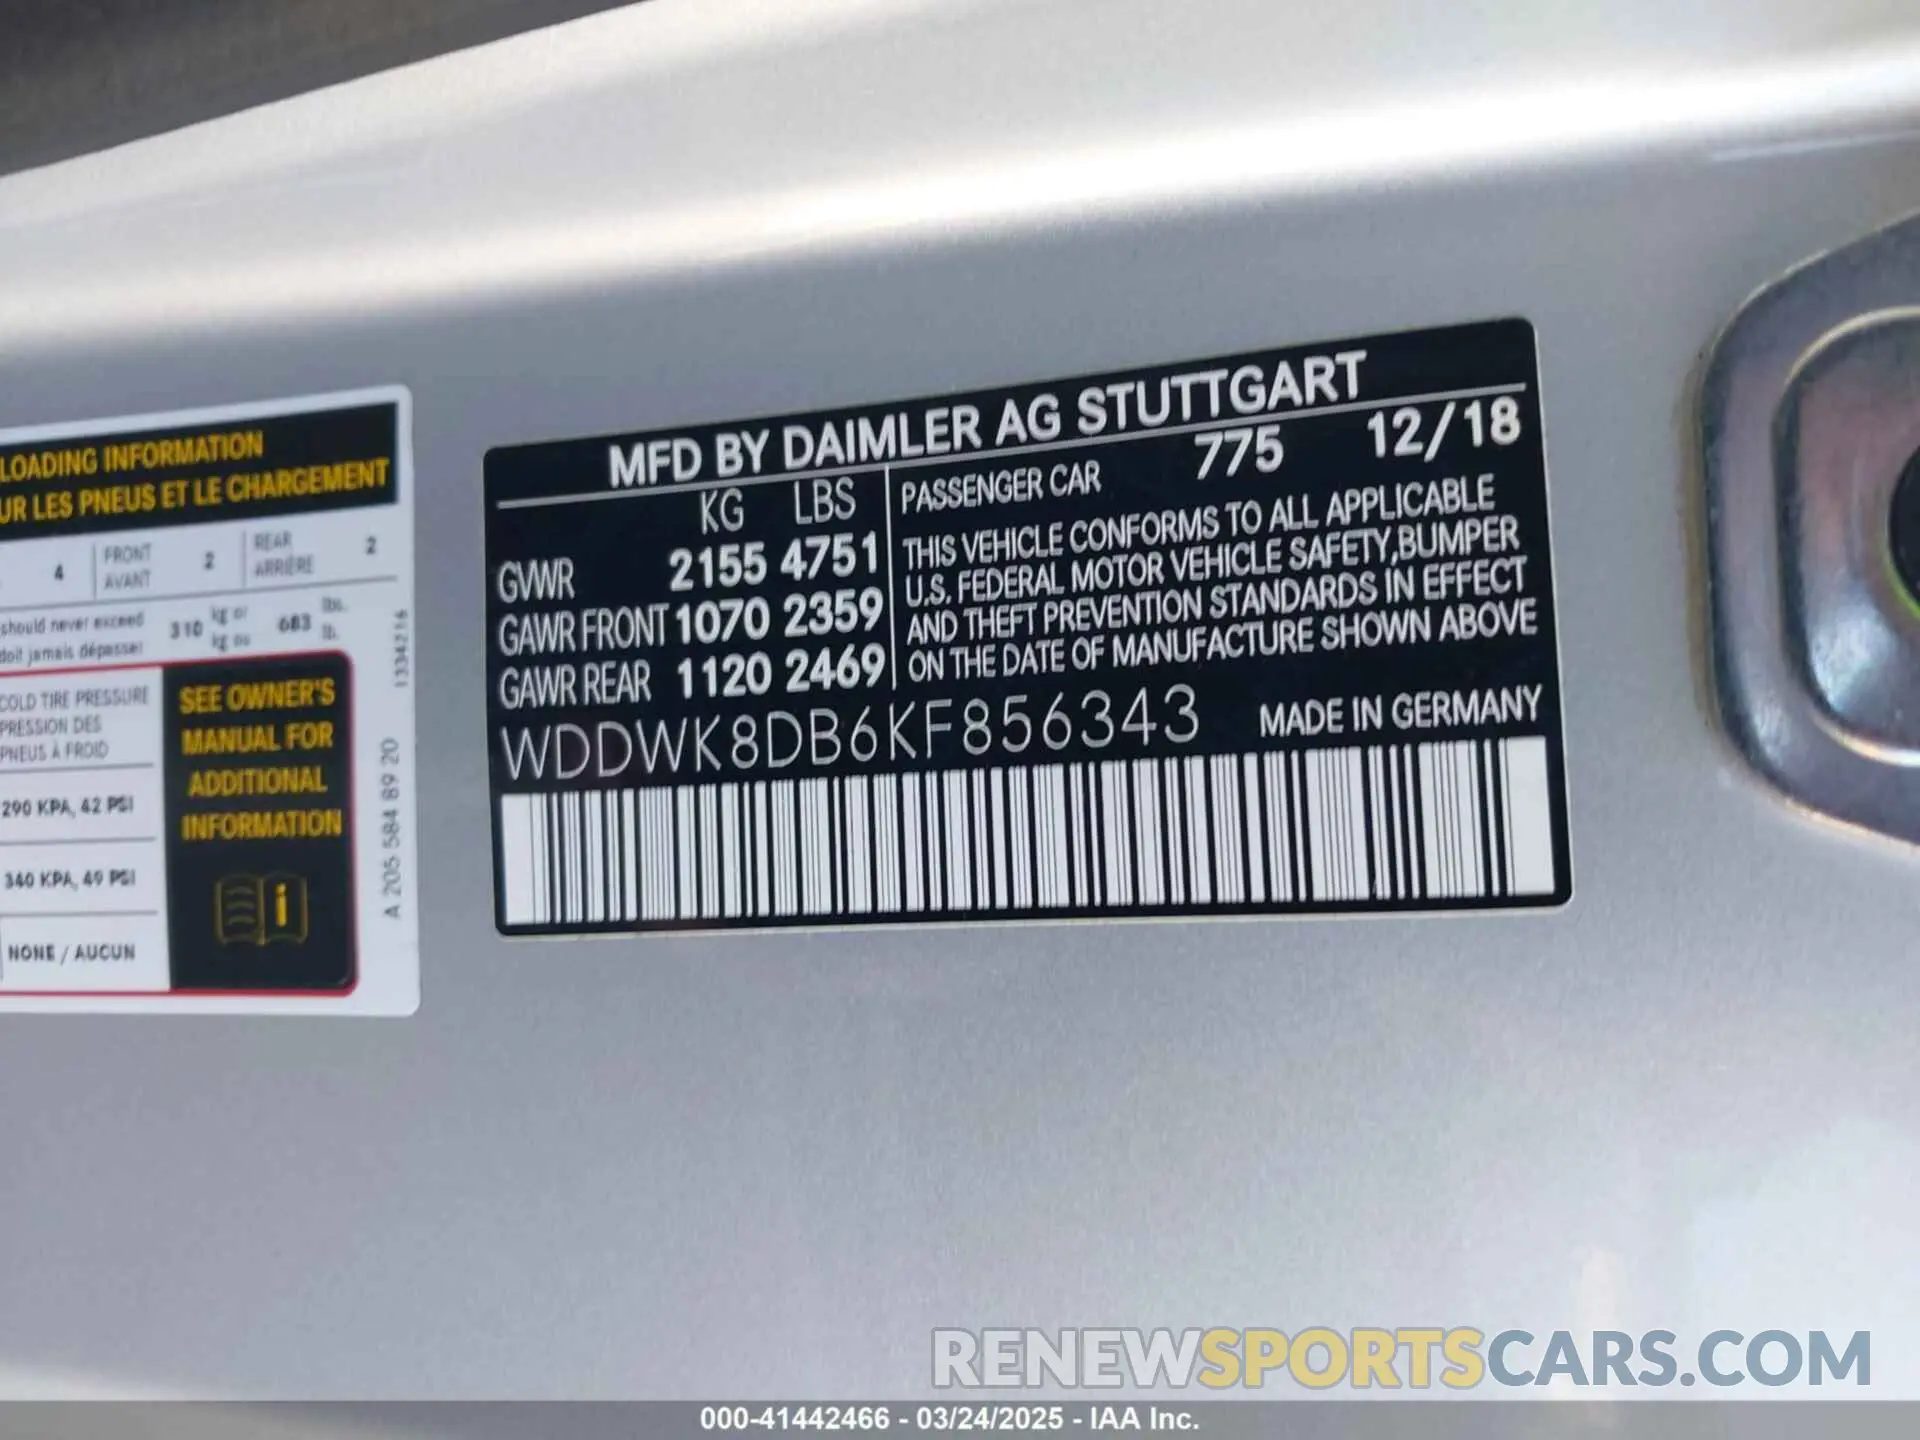 LOADING INFORMATION
UR LES PNEUS ET LE CHARGEMENT
4 FRONT AVANT 2 REAR ARRIÈRE 2
should never exceed
doit jamais dépasser
310 kg or kg ou 683 lbs. lb.
1334216
COLD TIRE PRESSURE
PRESSION DES
PNEUS À FROID
290 KPA, 42 PSI
340 KPA, 49 PSI
NONE / AUCUN
SEE OWNER'S
MANUAL FOR
ADDITIONAL
INFORMATION
i
A 205 584 89 20
MFD BY DAIMLER AG STUTTGART
KG LBS
GVWR 2155 4751
GAWR FRONT 1070 2359
GAWR REAR 1120 2469
PASSENGER CAR 775 12/18
THIS VEHICLE CONFORMS TO ALL APPLICABLE
U.S. FEDERAL MOTOR VEHICLE SAFETY,BUMPER
AND THEFT PREVENTION STANDARDS IN EFFECT
ON THE DATE OF MANUFACTURE SHOWN ABOVE
WDDWK8DB6KF856343 MADE IN GERMANY
RENEWSPORTSCARS.COM
000-41442466 - 03/24/2025 - IAA Inc.